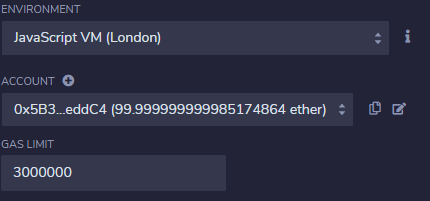 ENVIRONMENT
JavaScript VM (London)
ACCOUNT
0x5B3...eddC4 (99.999999999985174864 ether)
GAS LIMIT
3000000